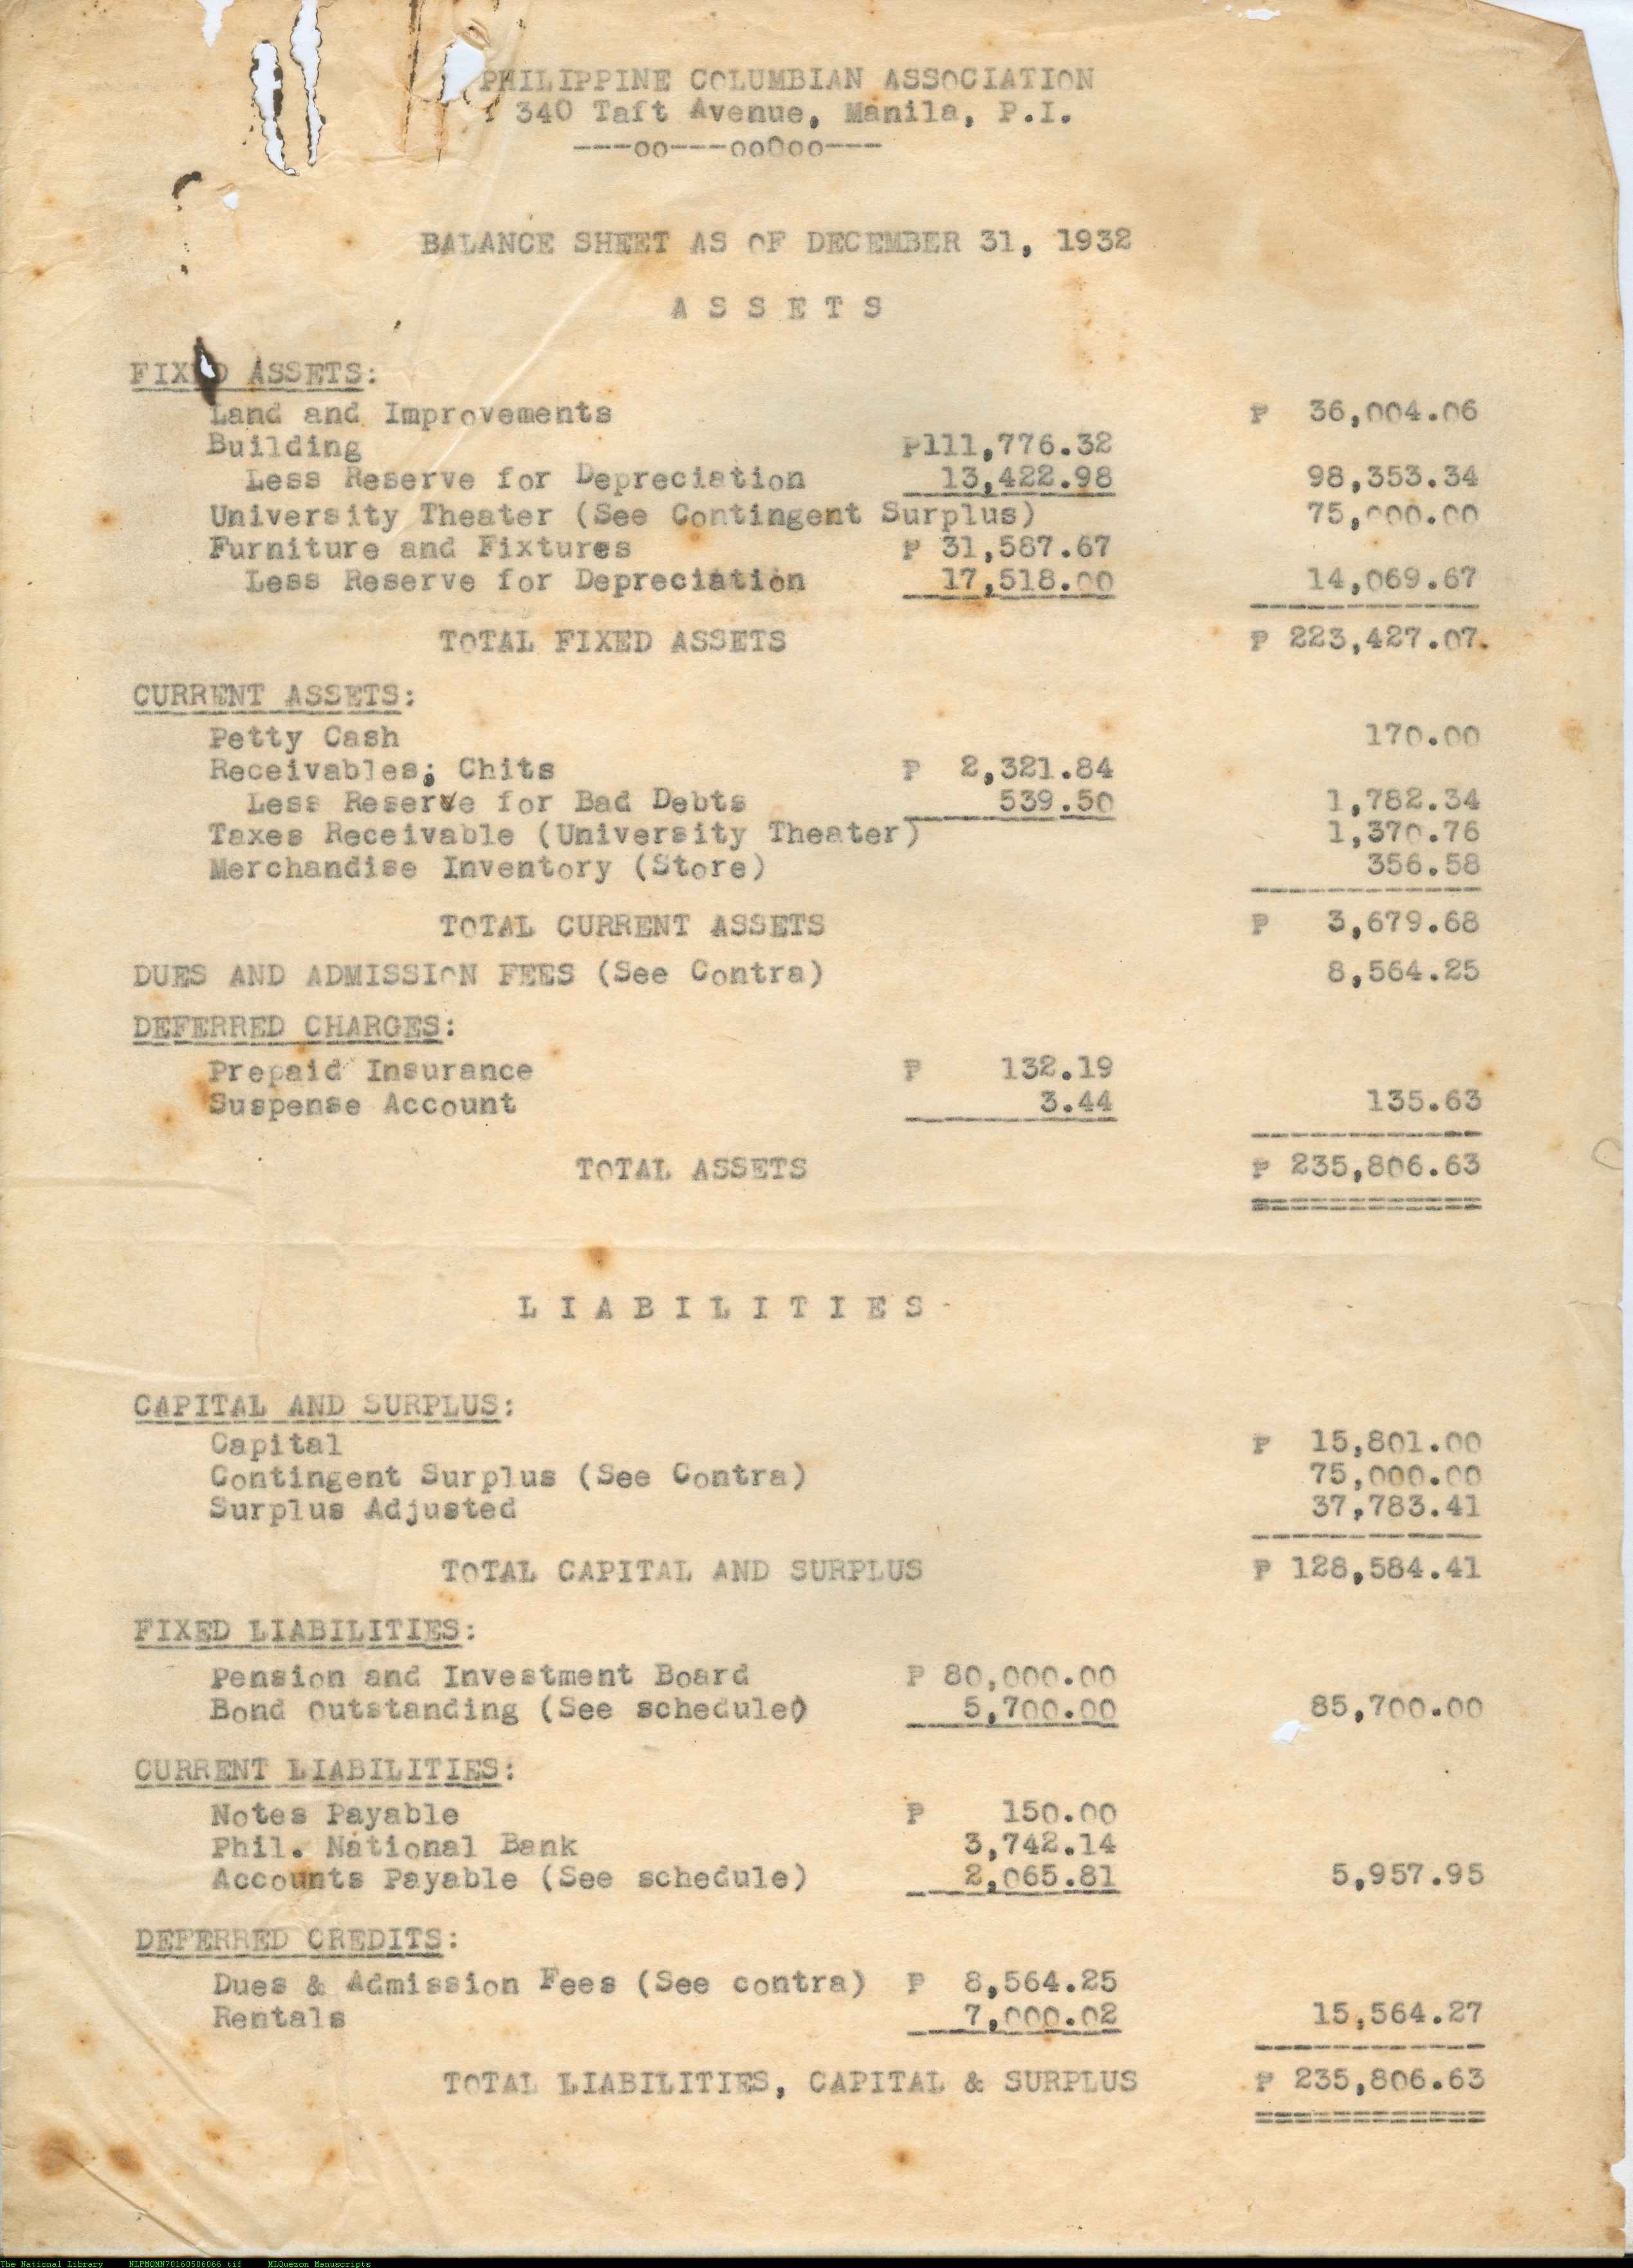 PHILIPPINE COLUMBIAN ASSOCIATION
340 Taft Avenue, Manila, P.I.
---oo---oo0oo---
BALANCE SHEET AS OF DECEMBER 31, 1932
A S S E T S
FIXED ASSETS:
Land and Improvements ₱ 36,004.06
Building ₱111,776.32
Less Reserve for Depreciation 13,422.98 98,353.34
University Theater (See Contingent Surplus) 75,000.00
Furniture and Fixtures ₱ 31,587.67
Less Reserve for Depreciation 17,518.00 14,069.67
TOTAL FIXED ASSETS ₱ 223,427.07
CURRENT ASSETS:
Petty Cash 170.00
Receivables; Chits ₱ 2,321.84
Less Reserve for Bad Debts 539.50 1,782.34
Taxes Receivable (University Theater) 1,370.76
Merchandise Inventory (Store) 356.58
TOTAL CURRENT ASSETS ₱ 3,679.68
DUES AND ADMISSION FEES (See Contra) 8,564.25
DEFERRED CHARGES:
Prepaid Insurance ₱ 132.19
Suspense Account 3.44 135.63
TOTAL ASSETS ₱ 235,806.63
L I A B I L I T I E S
CAPITAL AND SURPLUS:
Capital ₱ 15,801.00
Contingent Surplus (See Contra) 75,000.00
Surplus Adjusted 37,783.41
TOTAL CAPITAL AND SURPLUS ₱ 128,584.41
FIXED LIABILITIES:
Pension and Investment Board ₱ 80,000.00
Bond Outstanding (See schedule) 5,700.00 85,700.00
CURRENT LIABILITIES:
Notes Payable ₱ 150.00
Phil. National Bank 3,742.14
Accounts Payable (See schedule) 2,065.81 5,957.95
DEFERRED CREDITS:
Dues & Admission Fees (See contra) ₱ 8,564.25
Rentals 7,000.02 15,564.27
TOTAL LIABILITIES, CAPITAL & SURPLUS ₱ 235,806.63
The National Library NLPMQMN70160506066.tif MLQuezon Manuscripts